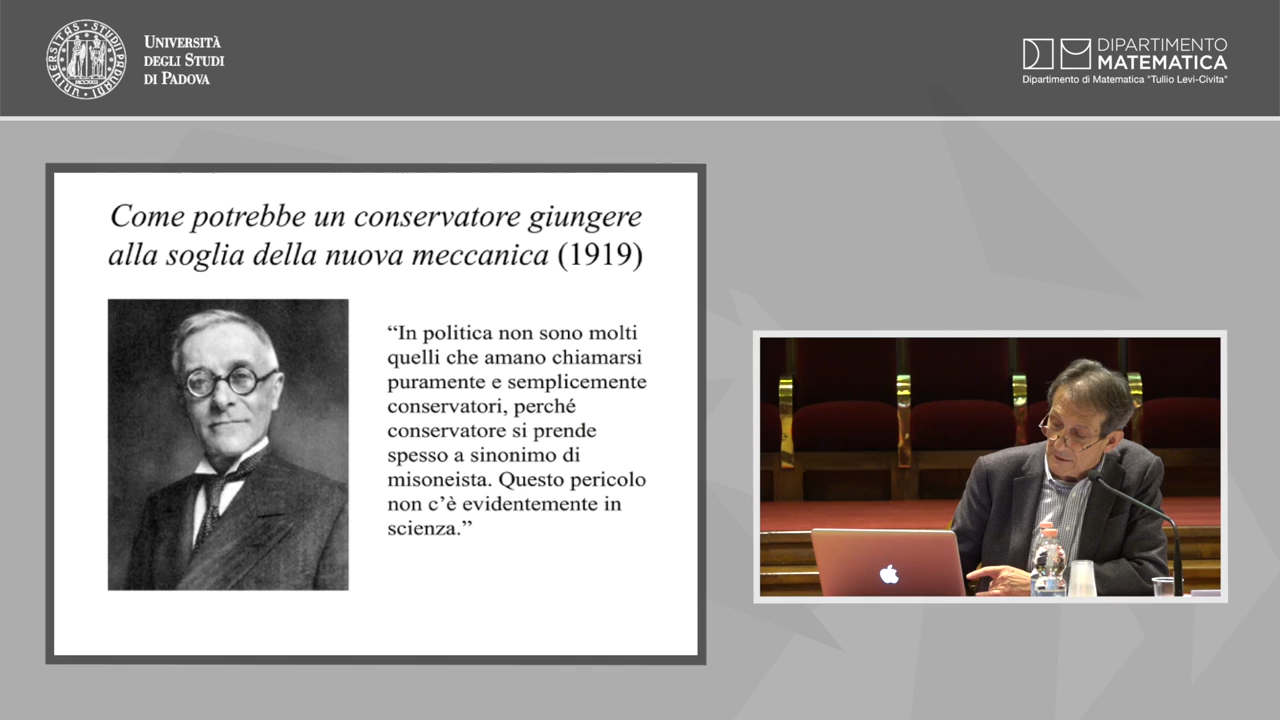 UNIVERSITÀ
DEGLI STUDI
DI PADOVA
DIPARTIMENTO
MATEMATICA
Dipartimento di Matematica "Tullio Levi-Civita"
Come potrebbe un conservatore giungere
alla soglia della nuova meccanica (1919)
“In politica non sono molti
quelli che amano chiamarsi
puramente e semplicemente
conservatori, perché
conservatore si prende
spesso a sinonimo di
misoneista. Questo pericolo
non c’è evidentemente in
scienza.”